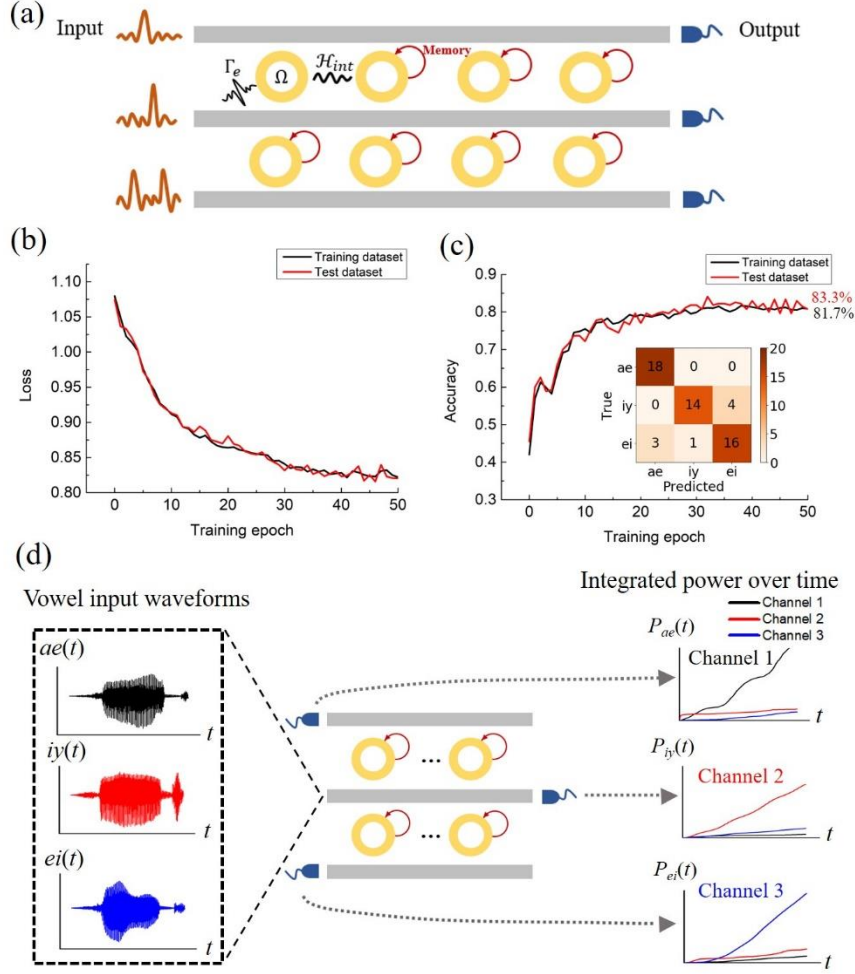 (a)
Input
Output
Memory
Γe
Ω
ℋint
(b)
Training dataset
Test dataset
1.10
1.05
1.00
0.95
0.90
0.85
0.80
Loss
0
10
20
30
40
50
Training epoch
(c)
Training dataset
Test dataset
0.9
0.8
0.7
0.6
0.5
0.4
0.3
Accuracy
83.3%
81.7%
ae
iy
ei
True
18 0 0
0 14 4
3 1 16
ae iy ei
Predicted
20
15
10
5
0
0
10
20
30
40
50
Training epoch
(d)
Vowel input waveforms
ae(t)
t
iy(t)
t
ei(t)
t
Integrated power over time
Channel 1
Channel 2
Channel 3
Pae(t)
Channel 1
t
Piy(t)
Channel 2
t
Pei(t)
Channel 3
t